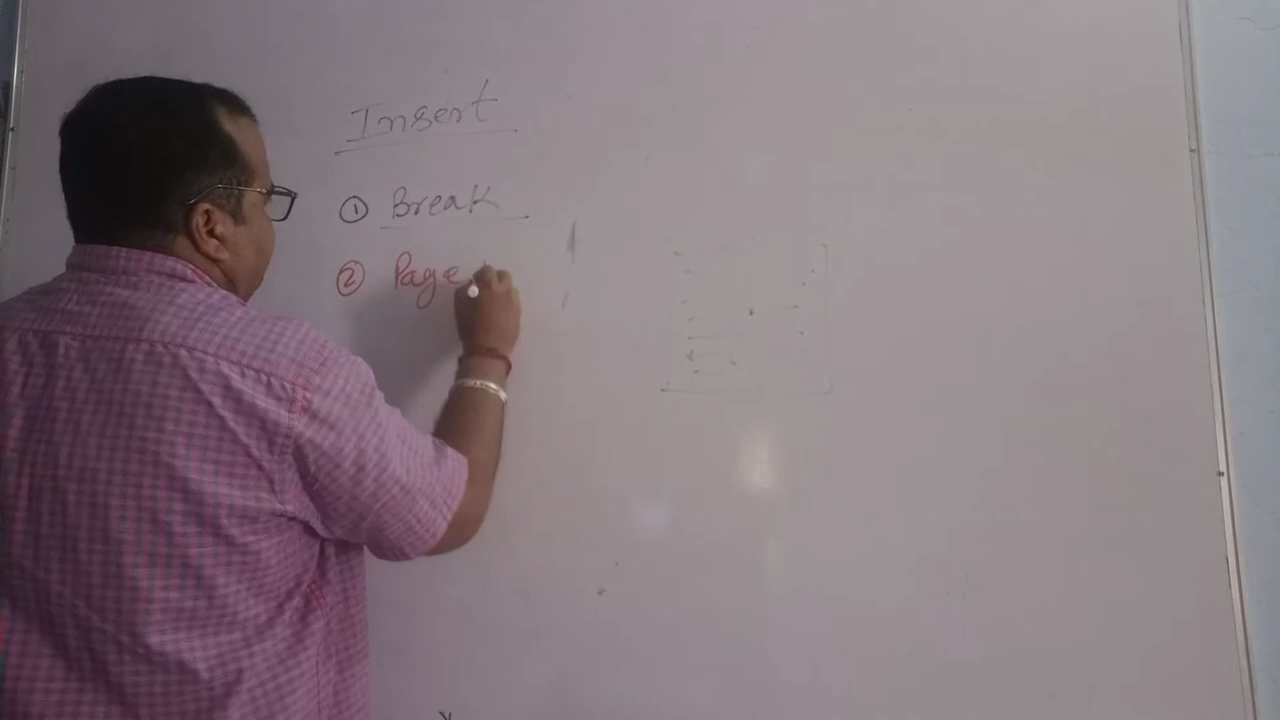 Insert
① Break
② Page